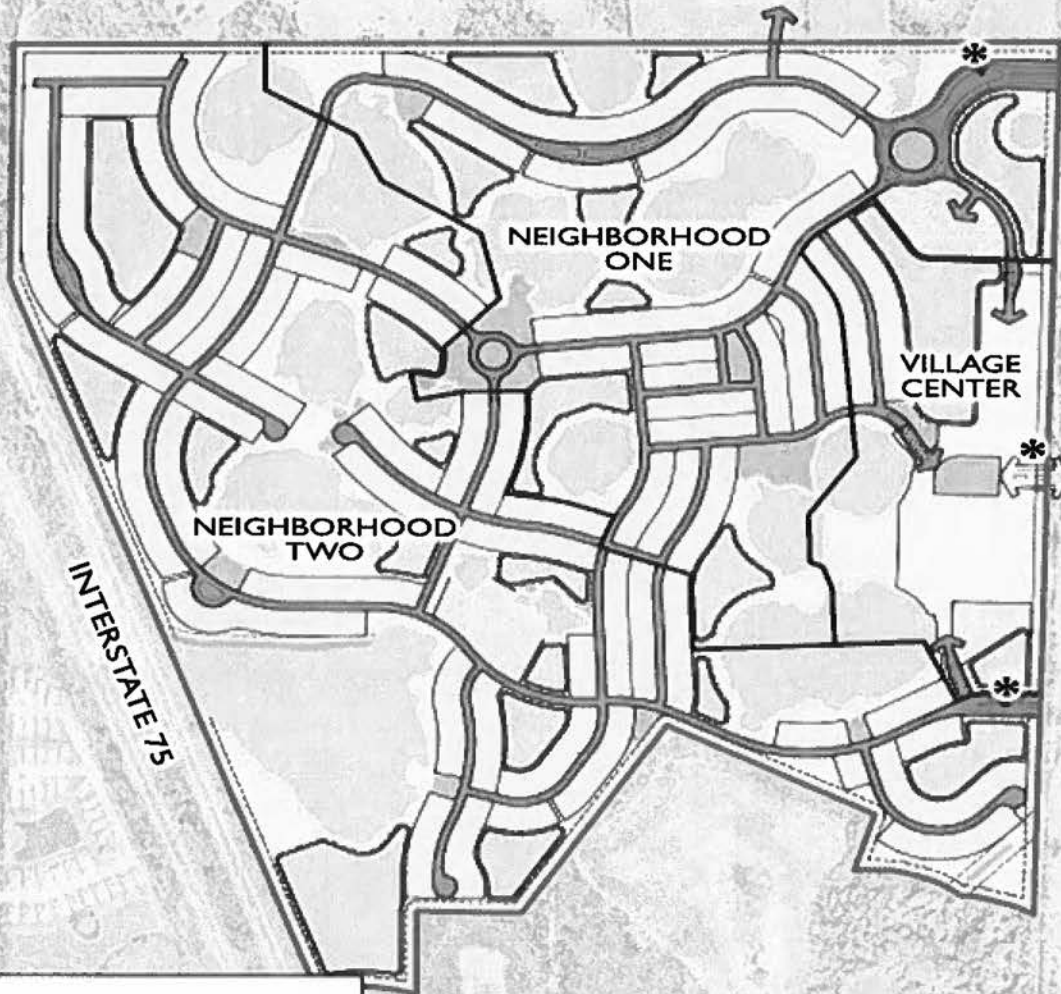 *
NEIGHBORHOOD
ONE
VILLAGE
CENTER
*
NEIGHBORHOOD
TWO
INTERSTATE 75
*